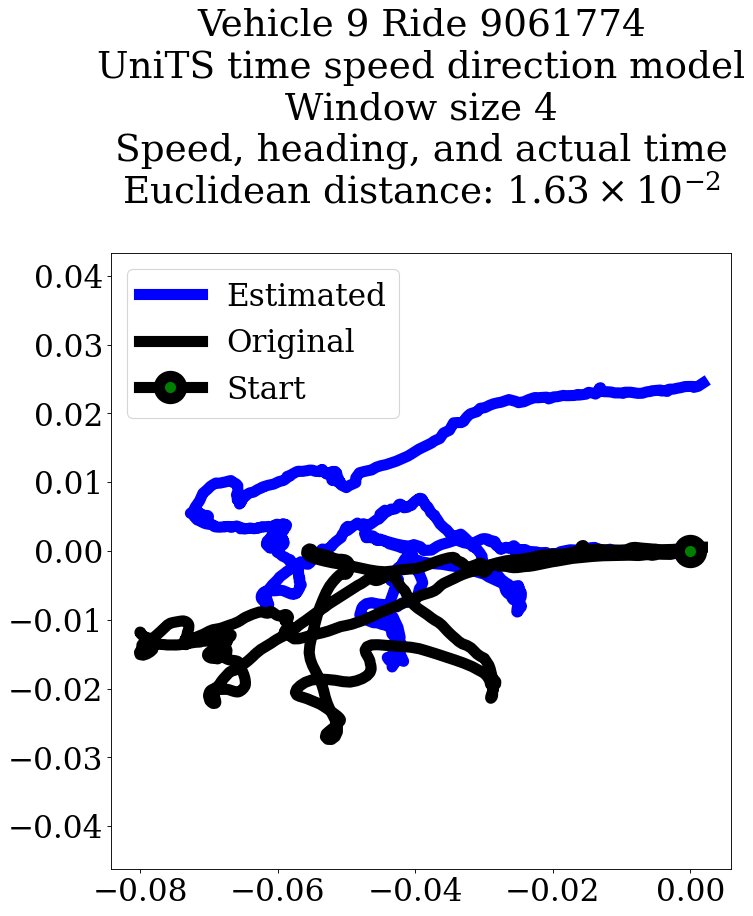 Vehicle 9 Ride 9061774
UniTS time speed direction model
Window size 4
Speed, heading, and actual time
Euclidean distance: 1.63 × 10⁻²
Estimated
Original
Start
0.04
0.03
0.02
0.01
0.00
−0.01
−0.02
−0.03
−0.04
−0.08 −0.06 −0.04 −0.02 0.00